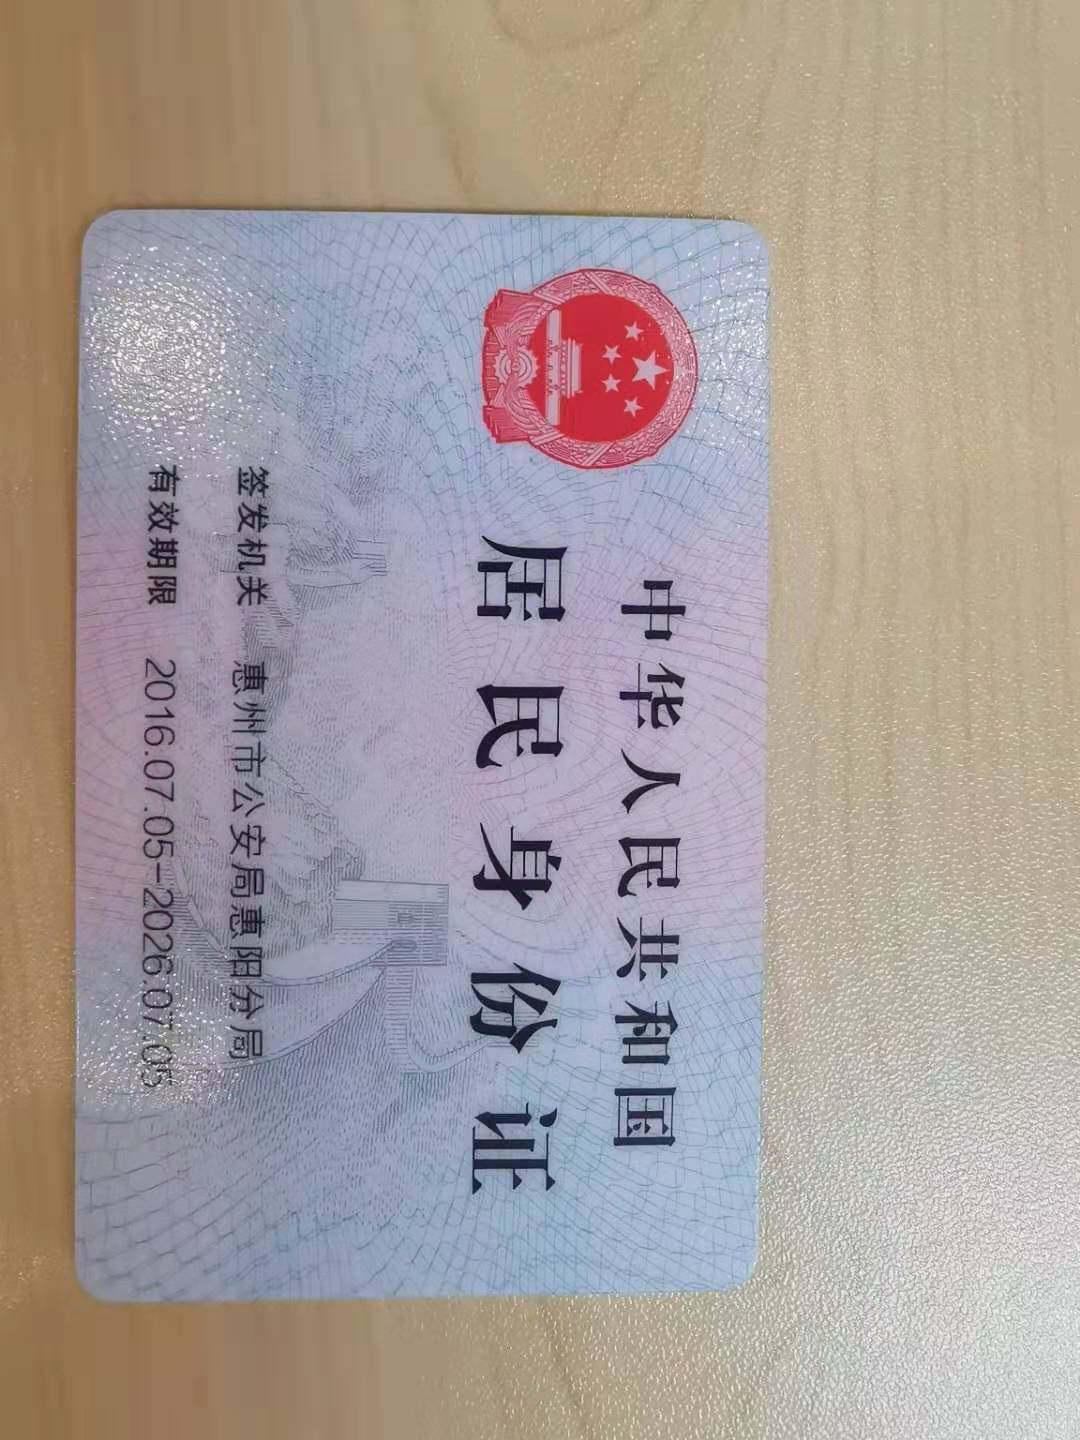 中华人民共和国
居民身份证
签发机关 惠州市公安局惠阳分局
有效期限 2016.07.05-2026.07.05